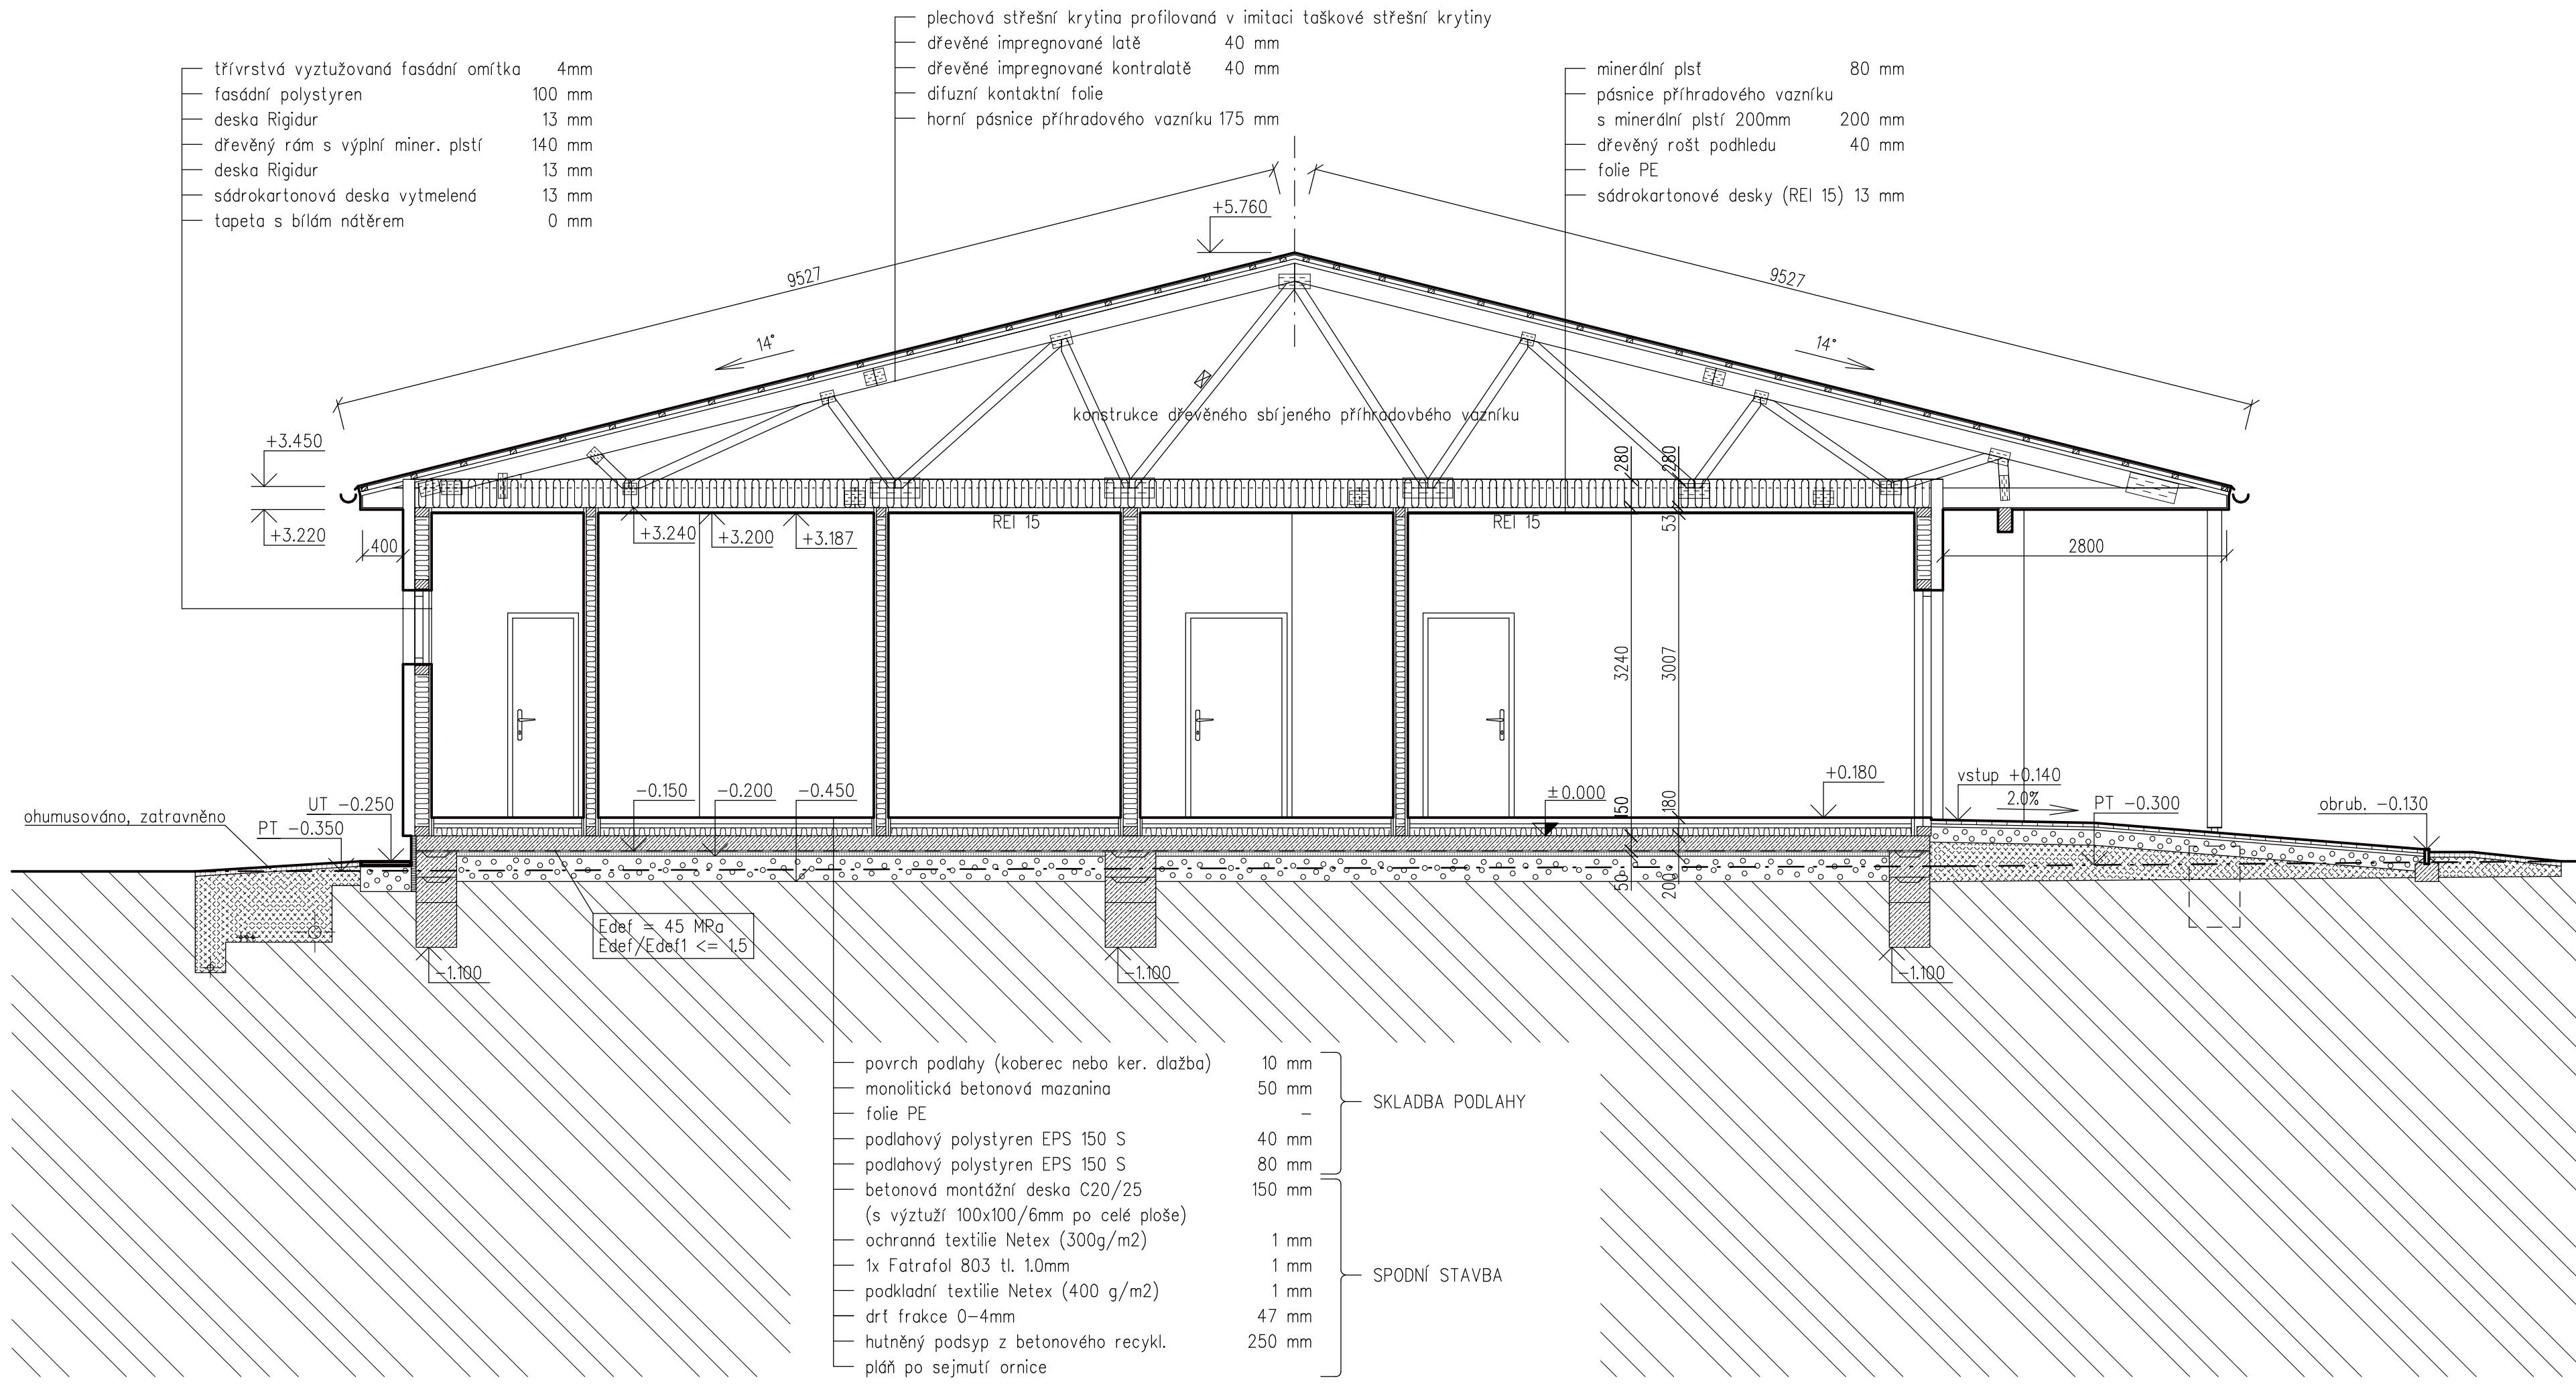 plechová střešní krytina profilovaná v imitaci taškové střešní krytiny
dřevěné impregnované latě 40 mm
dřevěné impregnované kontralatě 40 mm
difuzní kontaktní folie
horní pásnice příhradového vazníku 175 mm
třívrstvá vyztužovaná fasádní omítka 4mm
fasádní polystyren 100 mm
deska Rigidur 13 mm
dřevěný rám s výplní miner. plstí 140 mm
deska Rigidur 13 mm
sádrokartonová deska vytmelená 13 mm
tapeta s bílám nátěrem 0 mm
minerální plsť 80 mm
pásnice příhradového vazníku
s minerální plstí 200mm 200 mm
dřevěný rošt podhledu 40 mm
folie PE
sádrokartonové desky (REI 15) 13 mm
+5.760
9527
9527
14°
14°
konstrukce dřevěného sbíjeného příhradovbého vazníku
+3.450
+3.220
400
280
280
+3.240
+3.200
+3.187
REI 15
REI 15
53
2800
3240
3007
-0.150
-0.200
-0.450
±0.000
150
180
+0.180
vstup +0.140
2.0%
PT -0.300
obrub. -0.130
UT -0.250
ohumusováno, zatravněno
PT -0.350
50
200
Edef = 45 MPa
Edef/Edef1 <= 1.5
-1.100
-1.100
-1.100
povrch podlahy (koberec nebo ker. dlažba) 10 mm
monolitická betonová mazanina 50 mm
folie PE –
podlahový polystyren EPS 150 S 40 mm
podlahový polystyren EPS 150 S 80 mm
SKLADBA PODLAHY
betonová montážní deska C20/25 150 mm
(s výztuží 100x100/6mm po celé ploše)
ochranná textilie Netex (300g/m2) 1 mm
1x Fatrafol 803 tl. 1.0mm 1 mm
podkladní textilie Netex (400 g/m2) 1 mm
drť frakce 0-4mm 47 mm
hutněný podsyp z betonového recykl. 250 mm
pláň po sejmutí ornice
SPODNÍ STAVBA